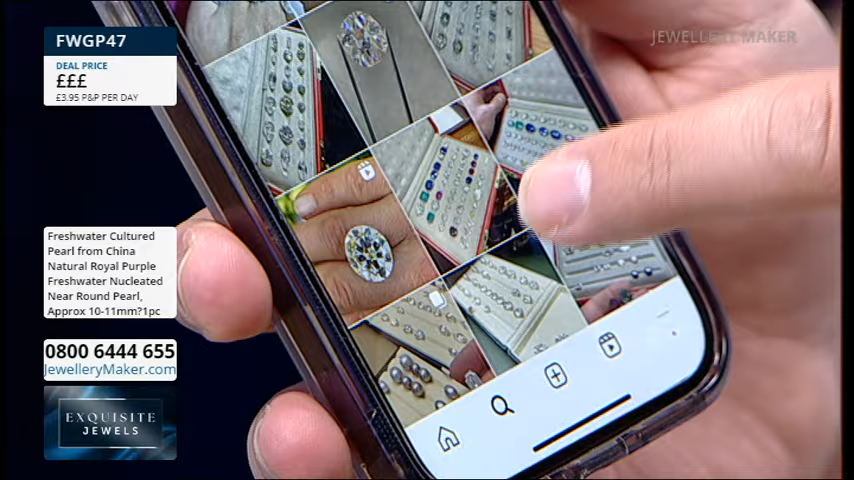 FWGP47
DEAL PRICE
£££
£3.95 P&P PER DAY
JEWELLERY MAKER
Freshwater Cultured
Pearl from China
Natural Royal Purple
Freshwater Nucleated
Near Round Pearl,
Approx 10-11mm?1pc
0800 6444 655
JewelleryMaker.com
EXQUISITE
JEWELS